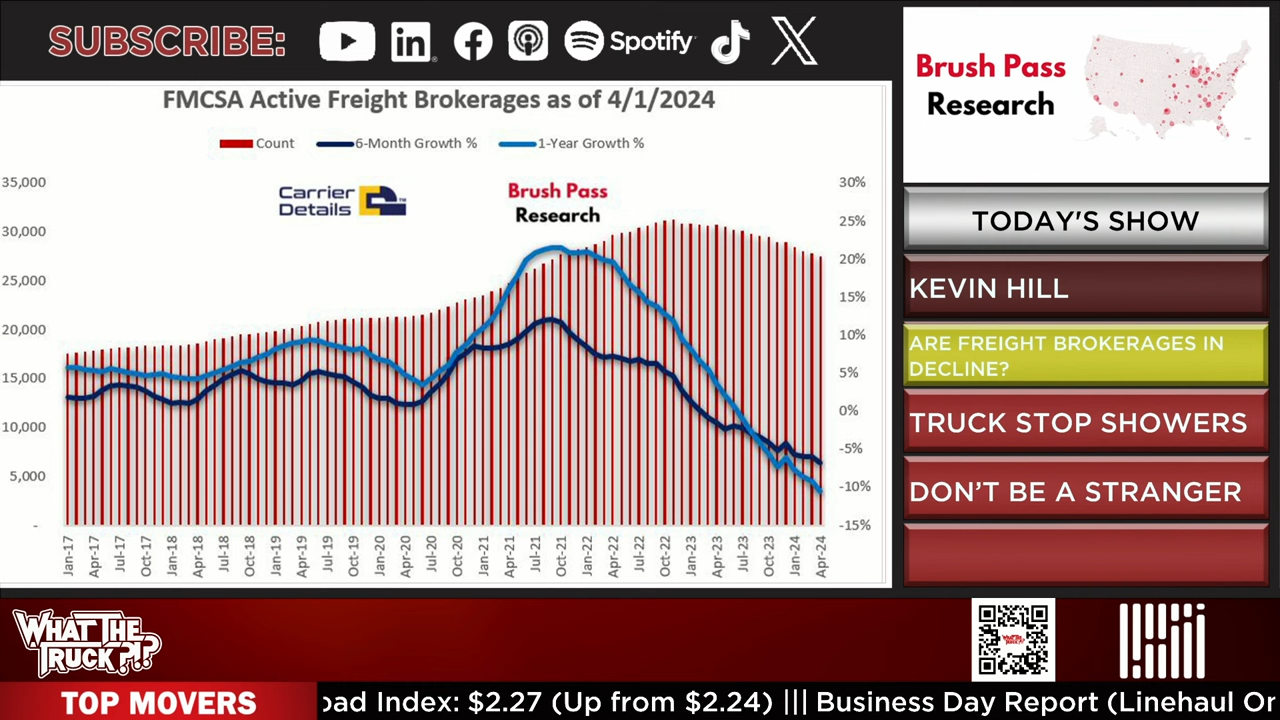 SUBSCRIBE:
Spotify
FMCSA Active Freight Brokerages as of 4/1/2024
Count 6-Month Growth % 1-Year Growth %
Carrier
Details
Brush Pass
Research
35,000
30,000
25,000
20,000
15,000
10,000
5,000
-
30%
25%
20%
15%
10%
5%
0%
-5%
-10%
-15%
Jan-17 Apr-17 Jul-17 Oct-17 Jan-18 Apr-18 Jul-18 Oct-18 Jan-19 Apr-19 Jul-19 Oct-19 Jan-20 Apr-20 Jul-20 Oct-20 Jan-21 Apr-21 Jul-21 Oct-21 Jan-22 Apr-22 Jul-22 Oct-22 Jan-23 Apr-23 Jul-23 Oct-23 Jan-24 Apr-24
Brush Pass
Research
TODAY'S SHOW
KEVIN HILL
ARE FREIGHT BROKERAGES IN
DECLINE?
TRUCK STOP SHOWERS
DON'T BE A STRANGER
WHAT THE
TRUCK?!?
TOP MOVERS
oad Index: $2.27 (Up from $2.24) ||| Business Day Report (Linehaul On